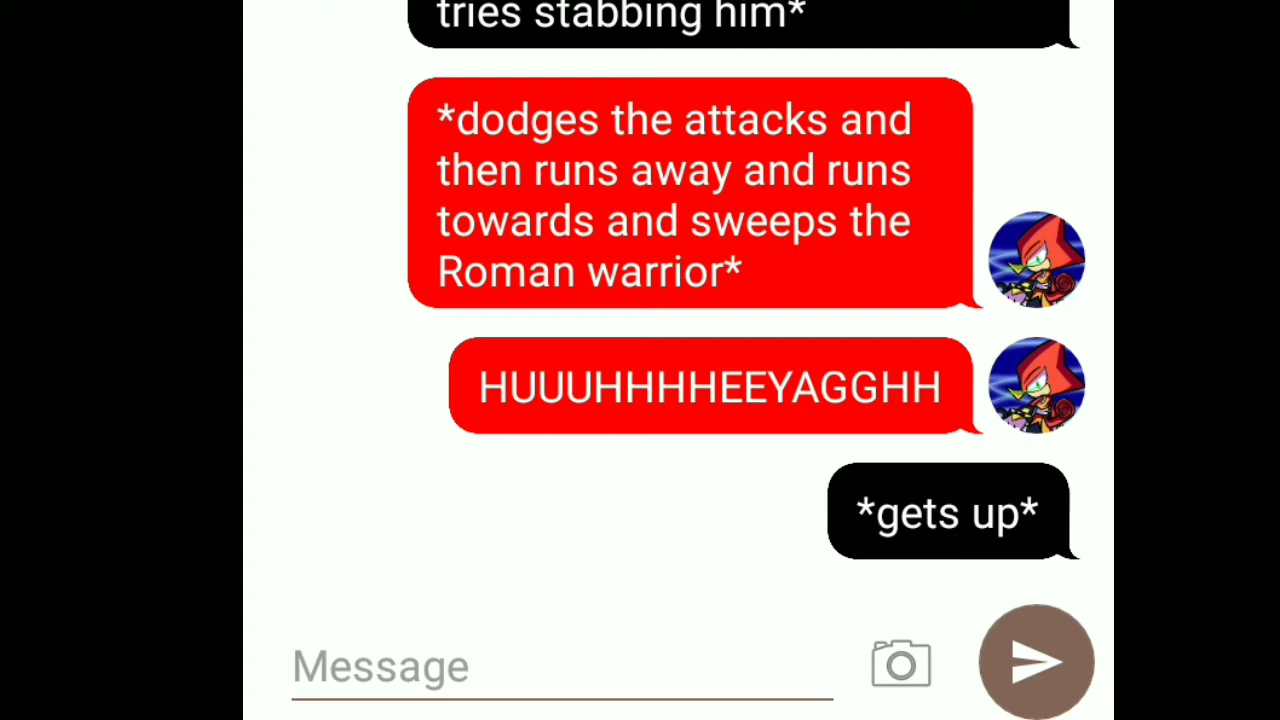 tries stabbing him*
*dodges the attacks and
then runs away and runs
towards and sweeps the
Roman warrior*
HUUUHHHHEEYAGGHH
*gets up*
Message